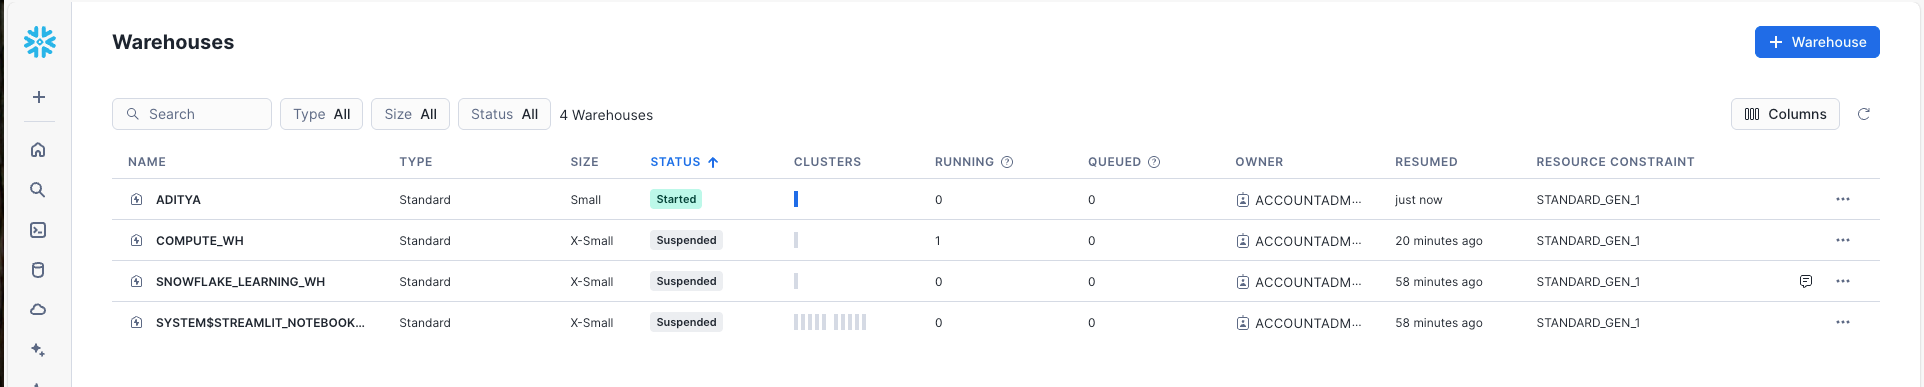 Warehouses
+ Warehouse
Search Type All Size All Status All 4 Warehouses Columns
NAME TYPE SIZE STATUS ↑ CLUSTERS RUNNING ? QUEUED ? OWNER RESUMED RESOURCE CONSTRAINT
ADITYA Standard Small Started 0 0 ACCOUNTADM... just now STANDARD_GEN_1 ...
COMPUTE_WH Standard X-Small Suspended 1 0 ACCOUNTADM... 20 minutes ago STANDARD_GEN_1 ...
SNOWFLAKE_LEARNING_WH Standard X-Small Suspended 0 0 ACCOUNTADM... 58 minutes ago STANDARD_GEN_1 ...
SYSTEM$STREAMLIT_NOTEBOOK... Standard X-Small Suspended 0 0 ACCOUNTADM... 58 minutes ago STANDARD_GEN_1 ...